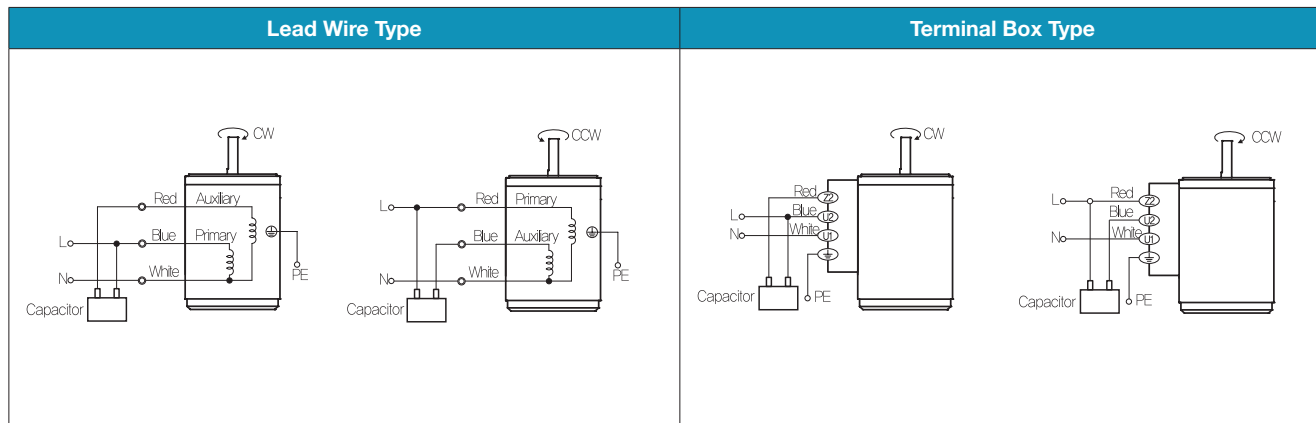 Lead Wire Type
Terminal Box Type
CW
Red Auxiliary
L Blue Primary
N White
PE
Capacitor
CCW
L Red Primary
Blue Auxiliary
N White
PE
Capacitor
CW
Red Z2
L Blue U2
N White U1
Capacitor PE
CCW
L Red Z2
Blue U2
N White U1
Capacitor PE